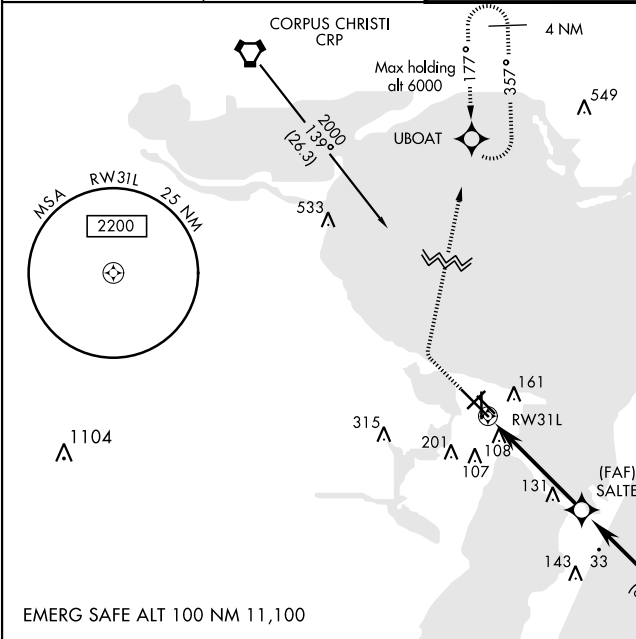 CORPUS CHRISTI
CRP
4 NM
Max holding
alt 6000
177°
357°
549
UBOAT
2000
139°
(26.3)
MSA RW31L 25 NM
2200
533
161
RW31L
315
201
108
107
1104
(FAF)
SALTE
131
143
33
EMERG SAFE ALT 100 NM 11,100